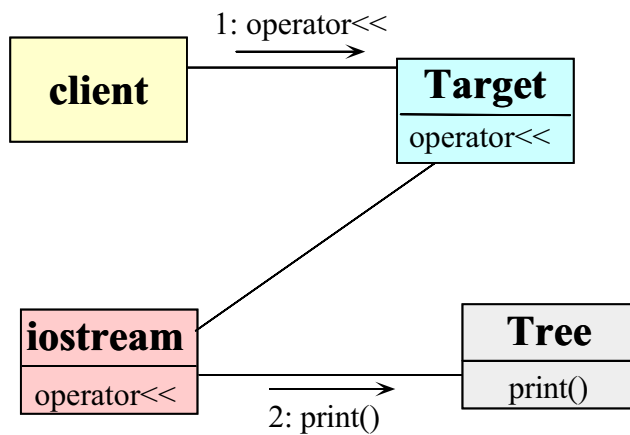 1: operator<<
client
Target
operator<<
iostream
operator<<
Tree
print()
2: print()